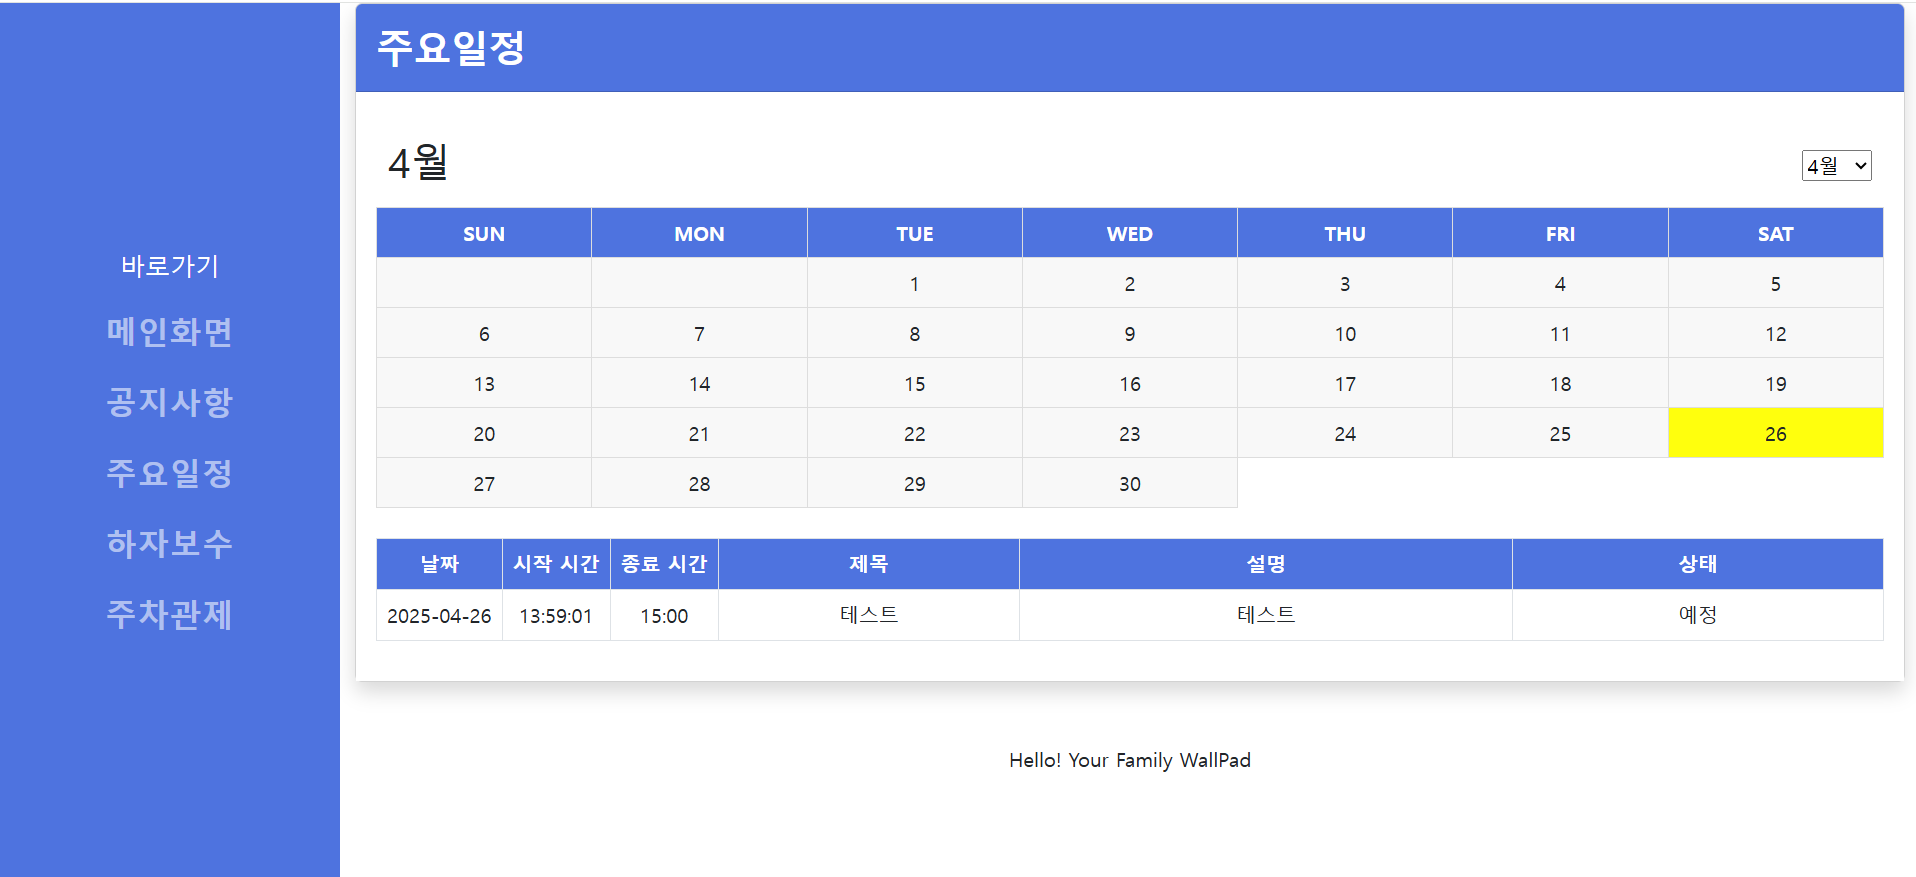 바로가기
메인화면
공지사항
주요일정
하자보수
주차관제
주요일정
4월
4월
SUN MON TUE WED THU FRI SAT
1 2 3 4 5
6 7 8 9 10 11 12
13 14 15 16 17 18 19
20 21 22 23 24 25 26
27 28 29 30
날짜 시작 시간 종료 시간 제목 설명 상태
2025-04-26 13:59:01 15:00 테스트 테스트 예정
Hello! Your Family WallPad